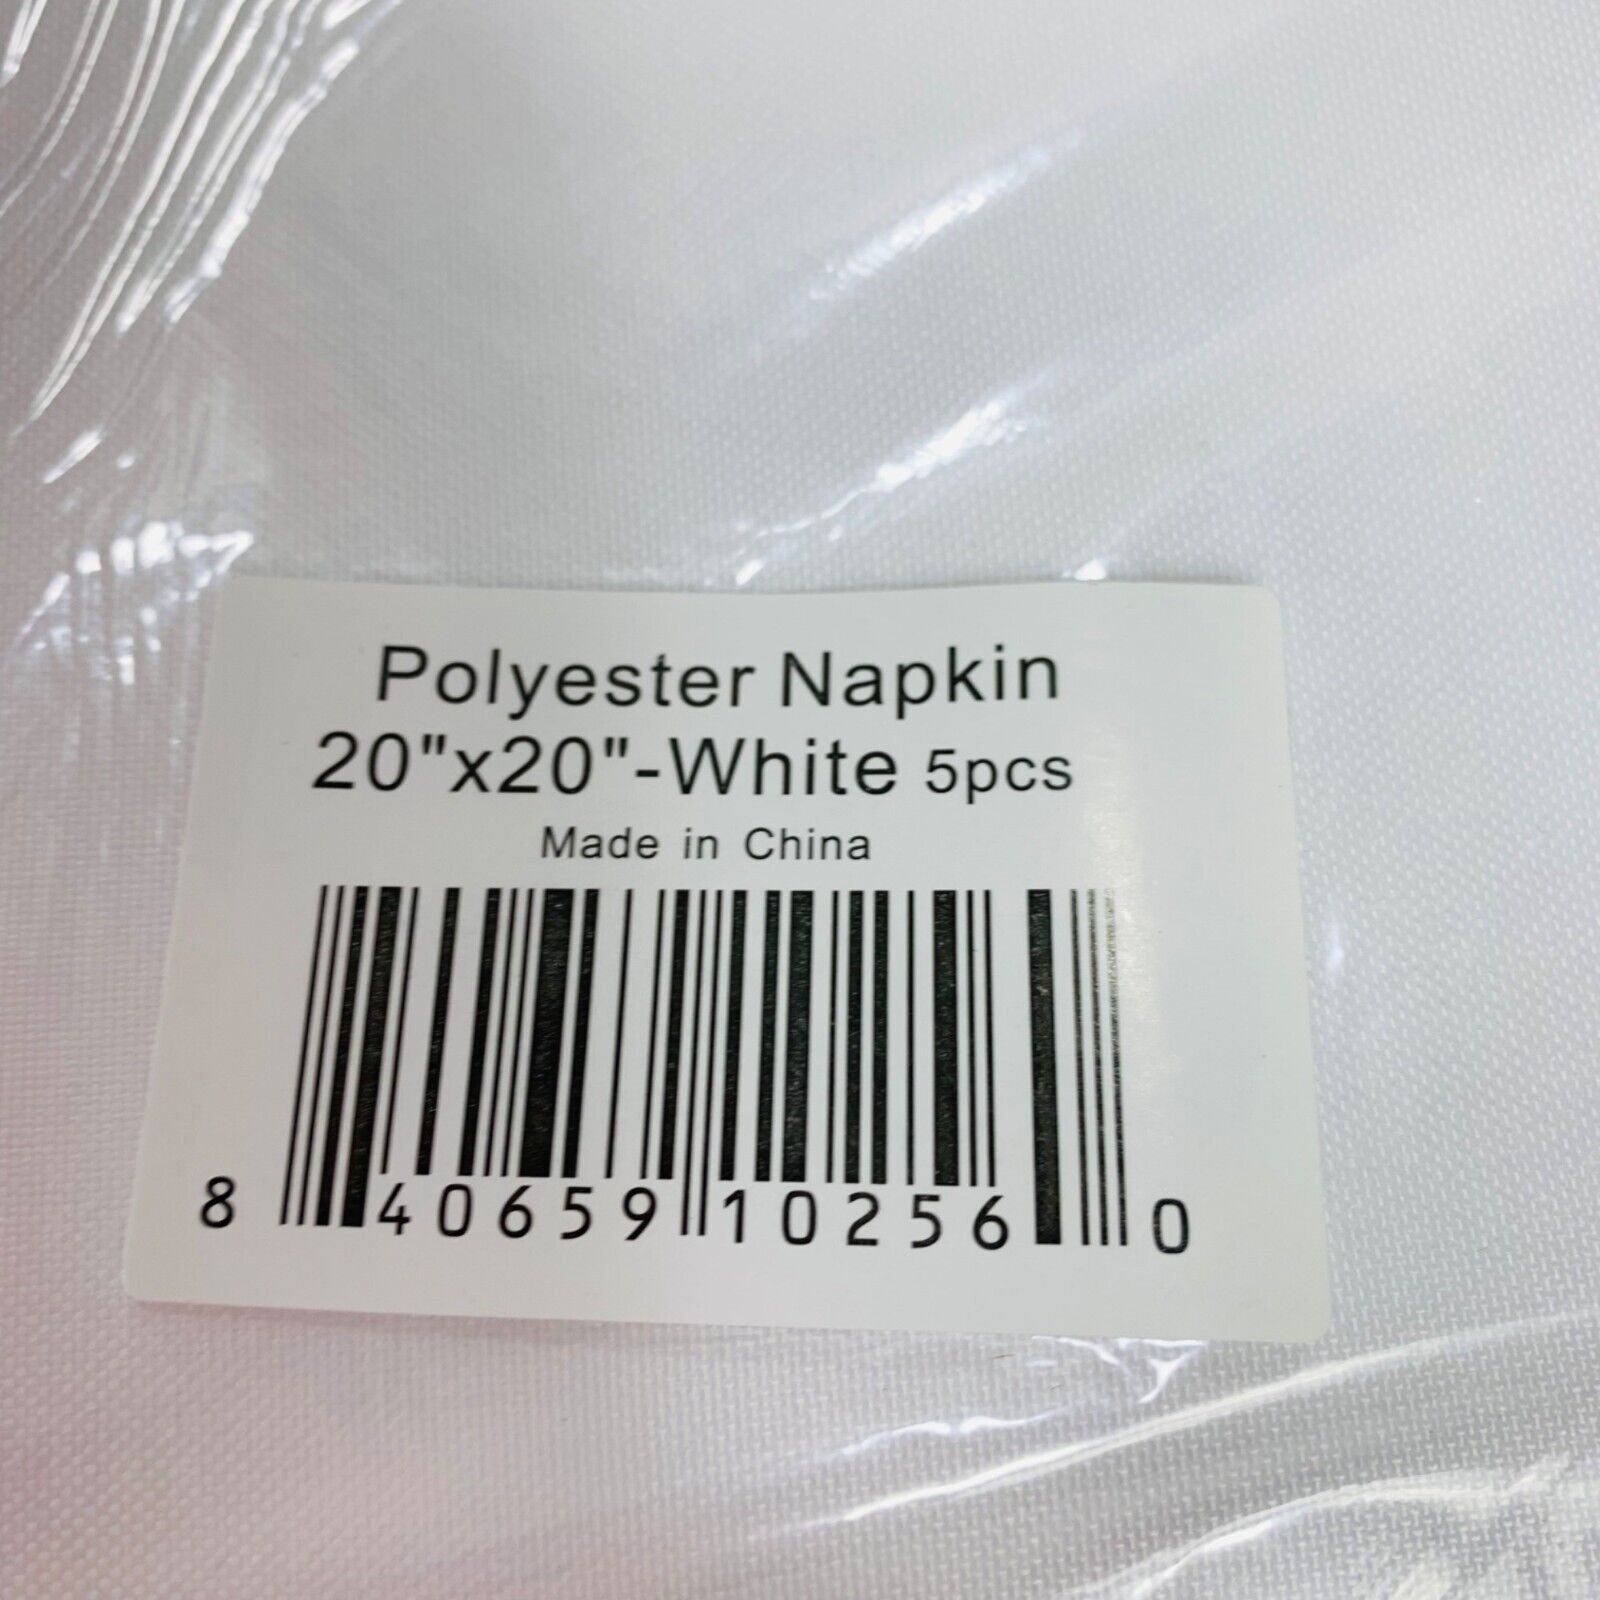 Polyester Napkin
20"x20"-White 5pcs
Made in China
8 40659 10256 0